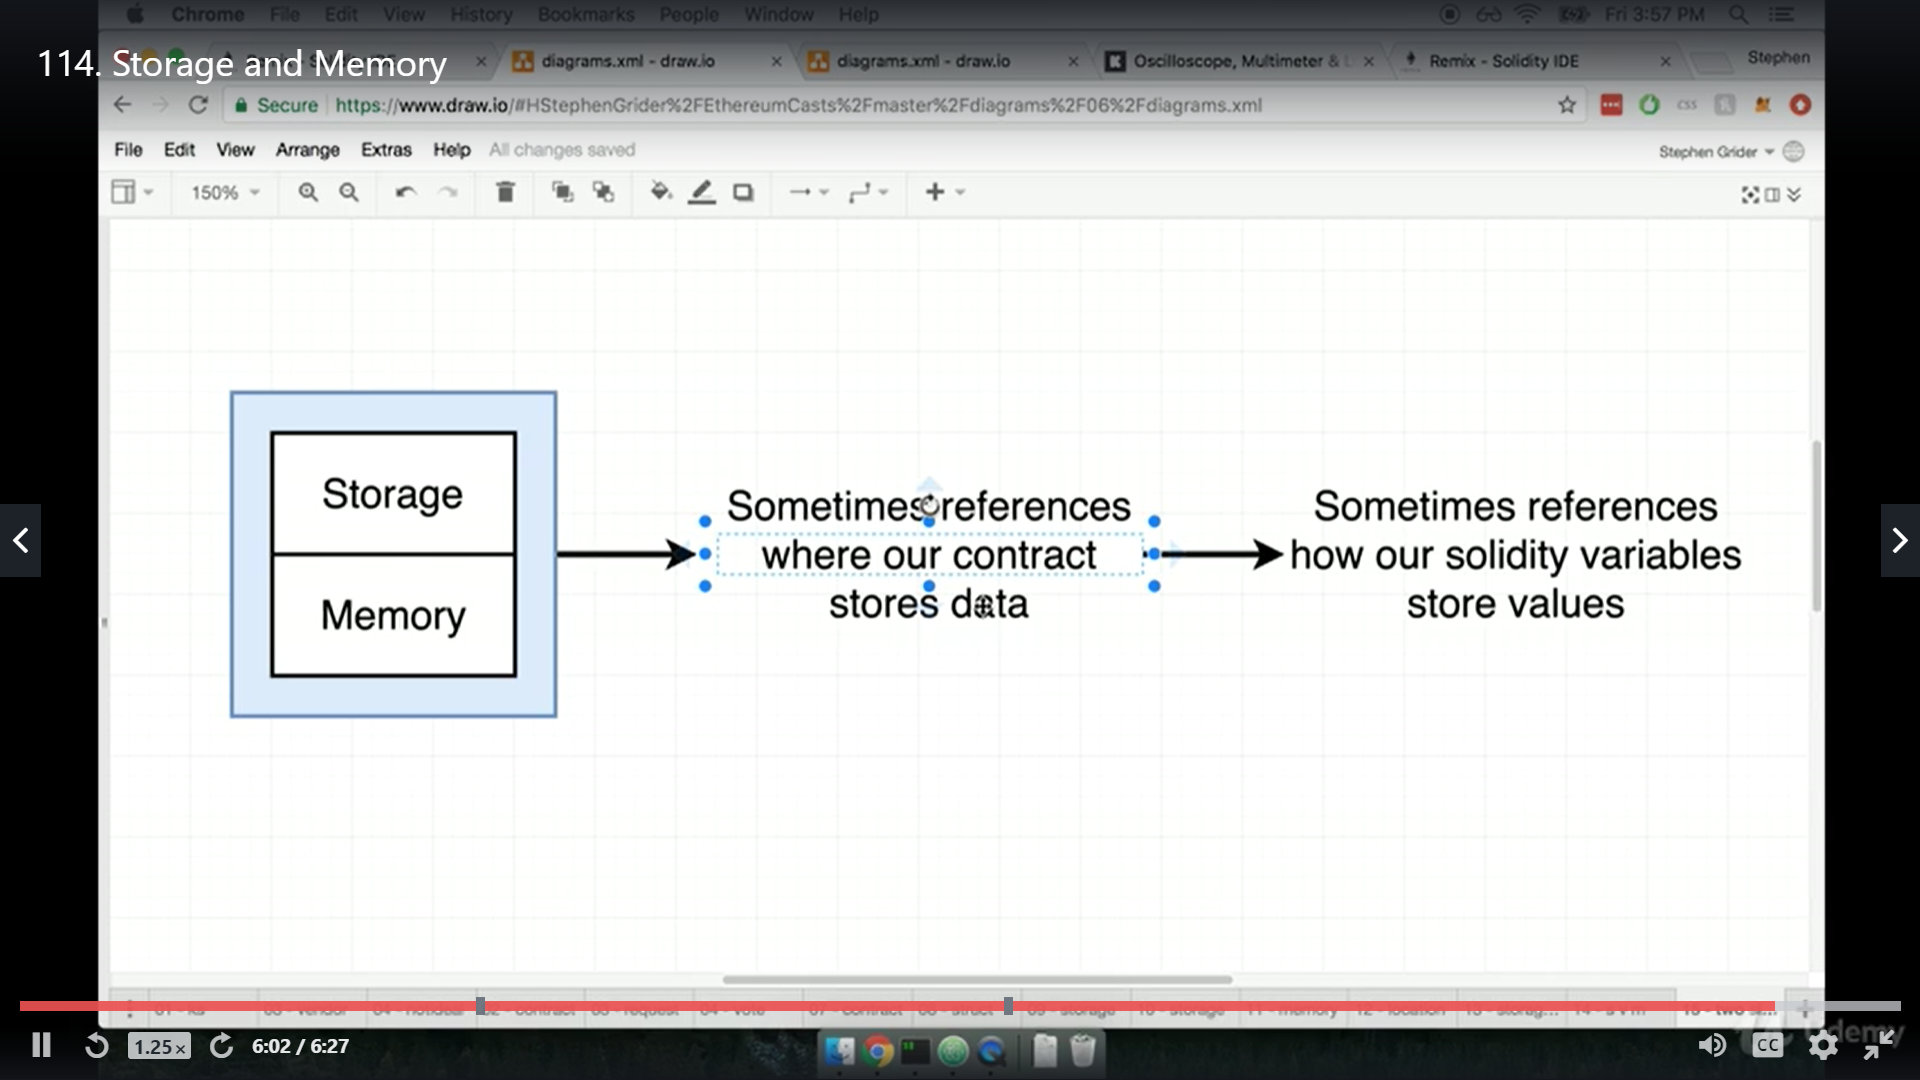 Chrome File Edit View History Bookmarks People Window Help Fri 3:57 PM
114. Storage and Memory
diagrams.xml - draw.io
diagrams.xml - draw.io
Oscilloscope, Multimeter &
Remix - Solidity IDE
Stephen
Secure https://www.draw.io/#HStephenGrider%2FEthereumCasts%2Fmaster%2Fdiagrams%2F06%2Fdiagrams.xml
CSS
File Edit View Arrange Extras Help All changes saved
Stephen Grider
150%
Storage
Memory
Sometimes references
where our contract
stores data
Sometimes references
how our solidity variables
store values
1.25x
6:02 / 6:27
CC
Udemy